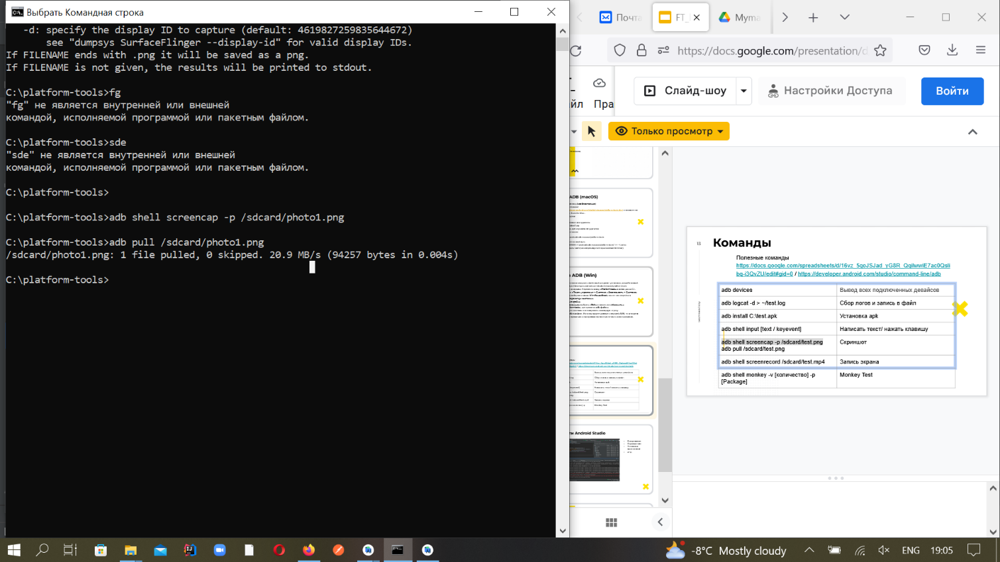 Выбрать Командная строка
-d: specify the display ID to capture (default: 4619827259835644672)
see "dumpsys SurfaceFlinger --display-id" for valid display IDs.
If FILENAME ends with .png it will be saved as a png.
If FILENAME is not given, the results will be printed to stdout.
C:\platform-tools>fg
"fg" не является внутренней или внешней
командой, исполняемой программой или пакетным файлом.
C:\platform-tools>sde
"sde" не является внутренней или внешней
командой, исполняемой программой или пакетным файлом.
C:\platform-tools>
C:\platform-tools>adb shell screencap -p /sdcard/photo1.png
C:\platform-tools>adb pull /sdcard/photo1.png
/sdcard/photo1.png: 1 file pulled, 0 skipped. 20.9 MB/s (94257 bytes in 0.004s)
C:\platform-tools>
Почта
FT_
Myma
https://docs.google.com/presentation/d
Слайд-шоу
Настройки Доступа
Войти
йл Пра
Только просмотр
ADB (macOS)
ADB (Win)
Monkey Test
ти Android Studio
13
Команды
Полезные команды
https://docs.google.com/spreadsheets/d/16vz_5qoJSJad_yG8R_QqilwwiE7ac0Qsli
bq-i3QvZU/edit#gid=0 / https://developer.android.com/studio/command-line/adb
adb devices Вывод всех подключенных девайсов
adb logcat -d > ~/test.log Сбор логов и запись в файл
adb install C:\test.apk Установка apk
adb shell input [text / keyevent] Написать текст/ нажать клавишу
adb shell screencap -p /sdcard/test.png Скриншот
adb pull /sdcard/test.png
adb shell screenrecord /sdcard/test.mp4 Запись экрана
adb shell monkey -v [количество] -p Monkey Test
[Package]
-8°C Mostly cloudy
ENG
19:05